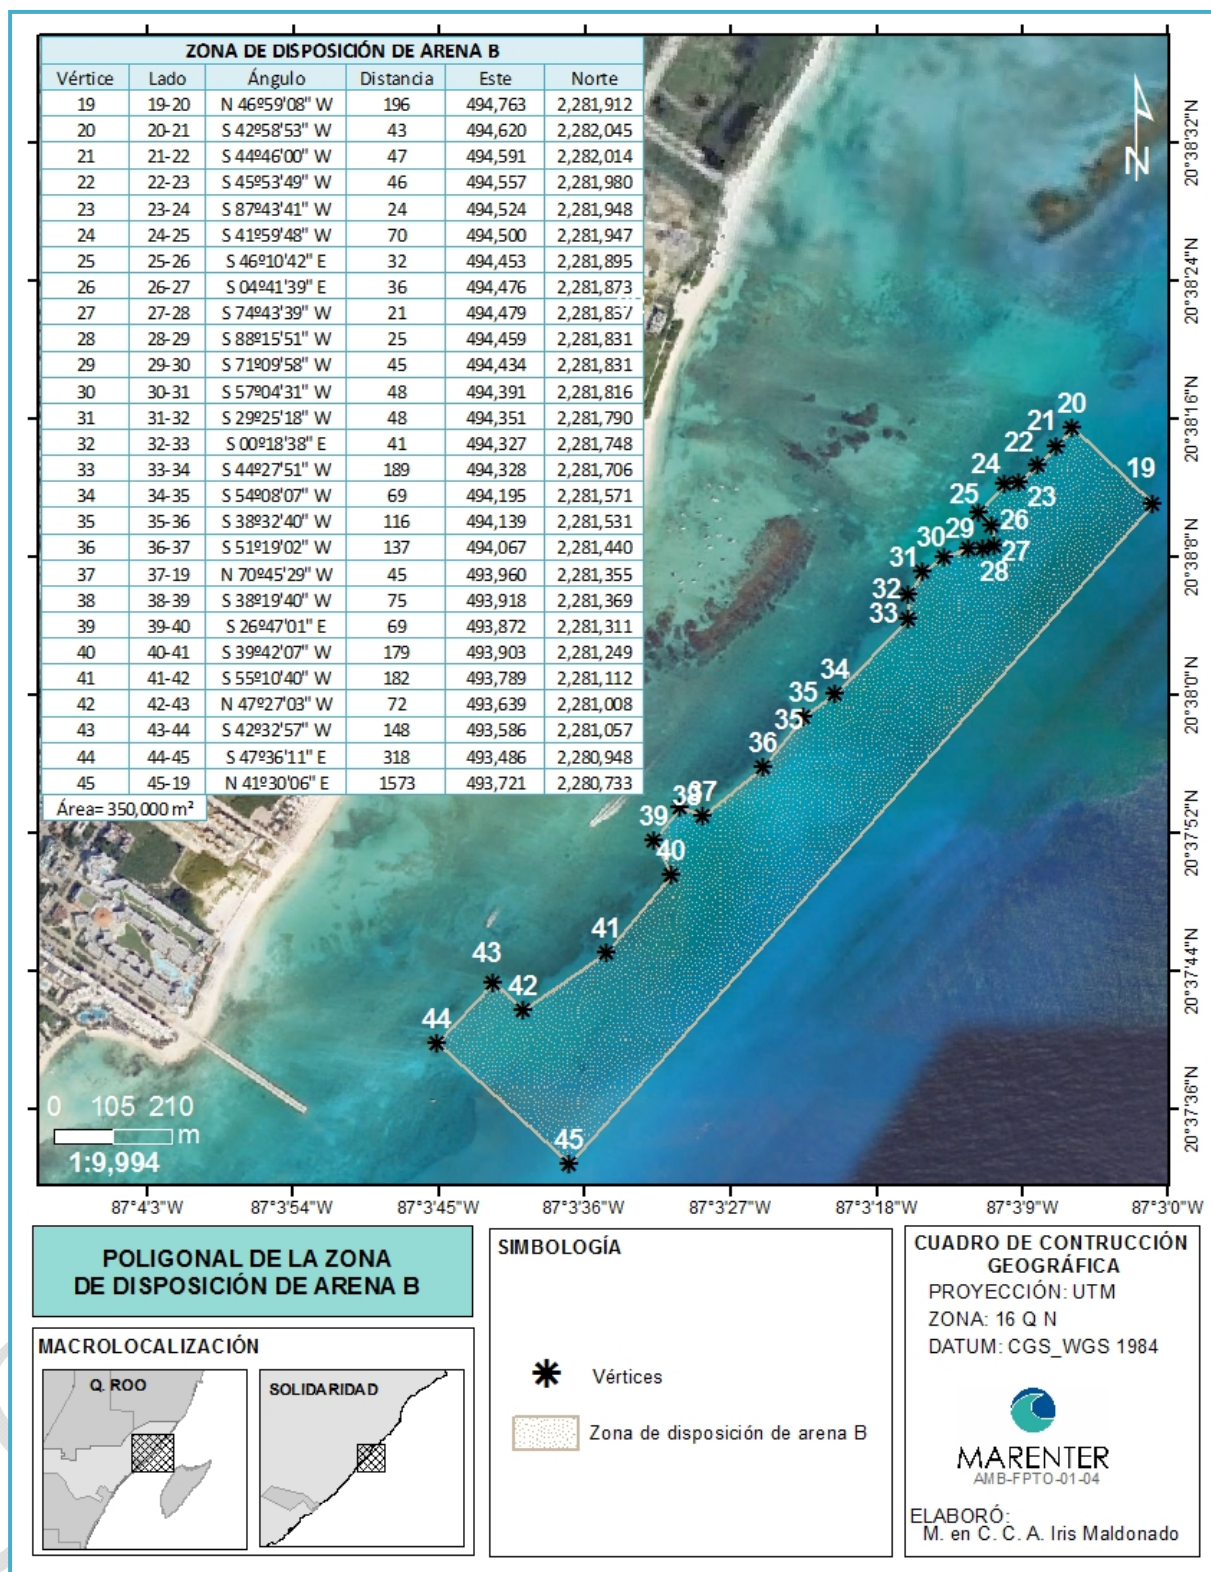 ZONA DE DISPOSICIÓN DE ARENA B
Vértice Lado Ángulo Distancia Este Norte
19 19-20 N 46º59'08" W 196 494,763 2,281,912
20 20-21 S 42º58'53" W 43 494,620 2,282,045
21 21-22 S 44º46'00" W 47 494,591 2,282,014
22 22-23 S 45º53'49" W 46 494,557 2,281,980
23 23-24 S 87º43'41" W 24 494,524 2,281,948
24 24-25 S 41º59'48" W 70 494,500 2,281,947
25 25-26 S 46º10'42" E 32 494,453 2,281,895
26 26-27 S 04º41'39" E 36 494,476 2,281,873
27 27-28 S 74º43'39" W 21 494,479 2,281,837
28 28-29 S 88º15'51" W 25 494,459 2,281,831
29 29-30 S 71º09'58" W 45 494,434 2,281,831
30 30-31 S 57º04'31" W 48 494,391 2,281,816
31 31-32 S 29º25'18" W 48 494,351 2,281,790
32 32-33 S 00º18'38" E 41 494,327 2,281,748
33 33-34 S 44º27'51" W 189 494,328 2,281,706
34 34-35 S 54º08'07" W 69 494,195 2,281,571
35 35-36 S 38º32'40" W 116 494,139 2,281,531
36 36-37 S 51º19'02" W 137 494,067 2,281,440
37 37-19 N 70º45'29" W 45 493,960 2,281,355
38 38-39 S 38º19'40" W 75 493,918 2,281,369
39 39-40 S 26º47'01" E 69 493,872 2,281,311
40 40-41 S 39º42'07" W 179 493,903 2,281,249
41 41-42 S 55º10'40" W 182 493,789 2,281,112
42 42-43 N 47º27'03" W 72 493,639 2,281,008
43 43-44 S 42º32'57" W 148 493,586 2,281,057
44 44-45 S 47º36'11" E 318 493,486 2,280,948
45 45-19 N 41º30'06" E 1573 493,721 2,280,733
Área= 350,000 m²
N
20°38'32"N
20°38'24"N
20°38'16"N
20°38'8"N
20°38'0"N
20°37'52"N
20°37'44"N
20°37'36"N
20
21
22
19
24
23
25
26
29
30
27
28
31
32
33
34
35
35
36
38
37
39
40
41
43
42
44
45
0 105 210
m
1:9,994
87°4'3"W 87°3'54"W 87°3'45"W 87°3'36"W 87°3'27"W 87°3'18"W 87°3'9"W 87°3'0"W
POLIGONAL DE LA ZONA
DE DISPOSICIÓN DE ARENA B
MACROLOCALIZACIÓN
Q. ROO
SOLIDARIDAD
SIMBOLOGÍA
Vértices
Zona de disposición de arena B
CUADRO DE CONTRUCCIÓN
GEOGRÁFICA
PROYECCIÓN: UTM
ZONA: 16 Q N
DATUM: CGS_WGS 1984
MARENTER
AMB-FPTO-01-04
ELABORÓ:
M. en C. C. A. Iris Maldonado